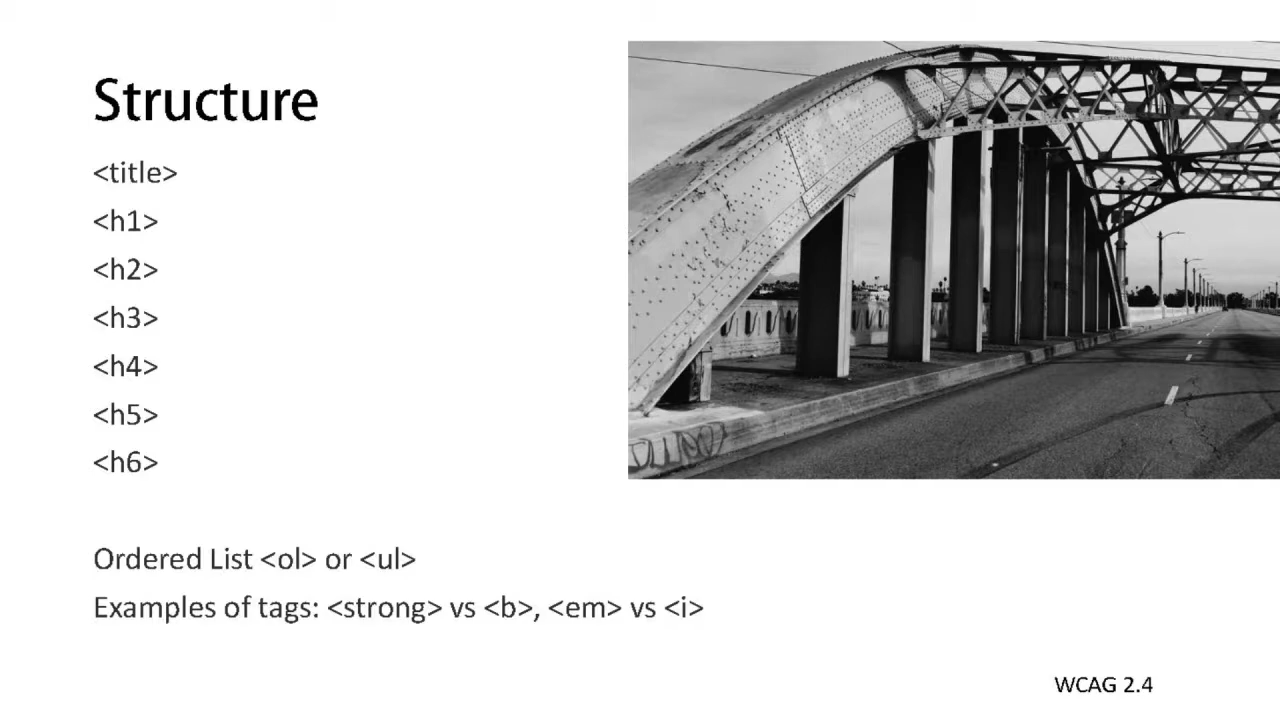 Structure
<title>
<h1>
<h2>
<h3>
<h4>
<h5>
<h6>
Ordered List <ol> or <ul>
Examples of tags: <strong> vs <b>, <em> vs <i>
WCAG 2.4